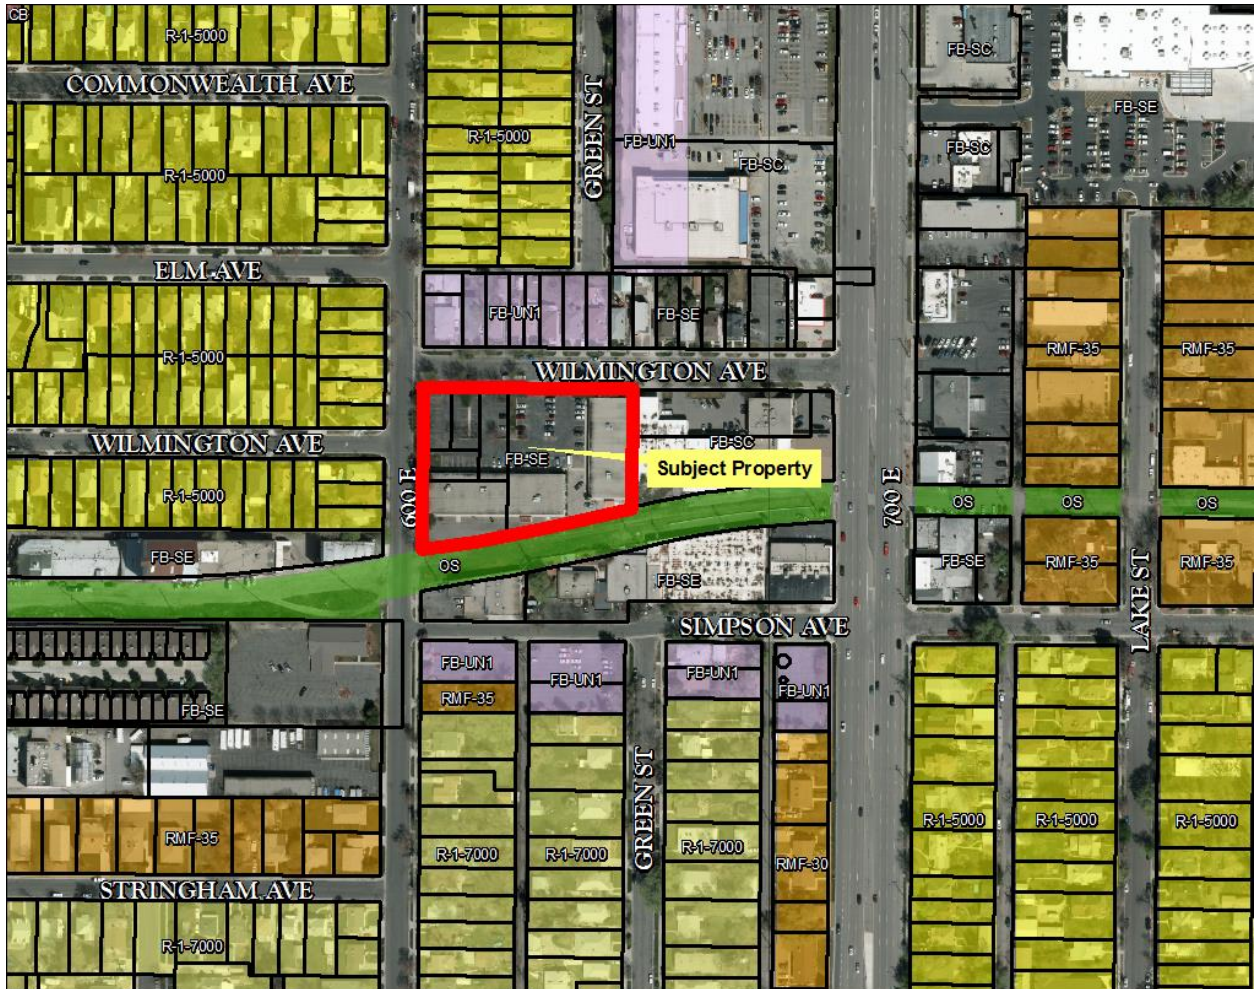 CB
R-1-5000
COMMONWEALTH AVE
R-1-5000
R-1-5000
GREEN ST
FB-UN1
FB-SC
FB-SC
FB-SE
FB-SC
ELM AVE
R-1-5000
FB-UN1
FB-SE
WILMINGTON AVE
RMF-35
RMF-35
WILMINGTON AVE
R-1-5000
600 E
FB-SE
FB-SC
Subject Property
700 E
OS
OS
OS
FB-SE
OS
FB-SE
FB-SE
RMF-35
RMF-35
SIMPSON AVE
LAKE ST
FB-UN1
FB-UN1
FB-UN1
FB-UN1
RMF-35
FB-SE
RMF-35
R-1-7000
R-1-7000
GREEN ST
R-1-7000
RMF-30
R-1-5000
R-1-5000
R-1-5000
STRINGHAM AVE
R-1-7000